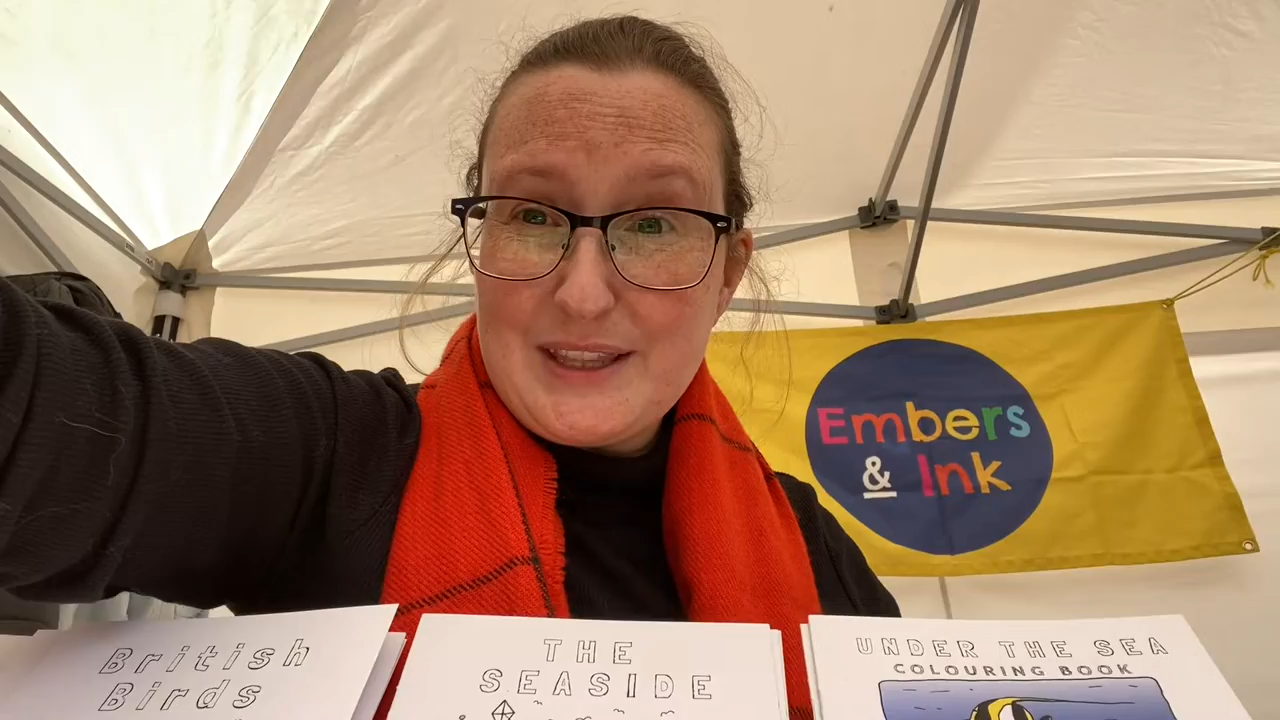 Embers
& Ink
British
Birds
THE
SEASIDE
UNDER THE SEA
COLOURING BOOK